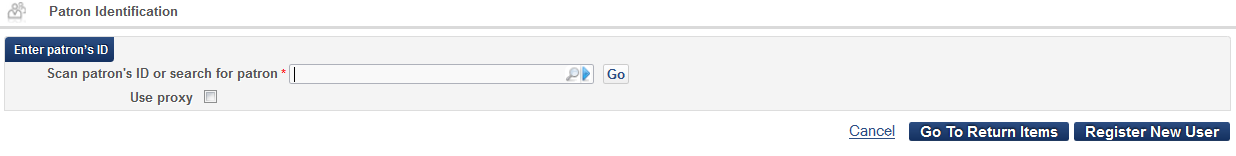 Patron Identification
Enter patron's ID
Scan patron's ID or search for patron * Go
Use proxy
Cancel Go To Return Items Register New User